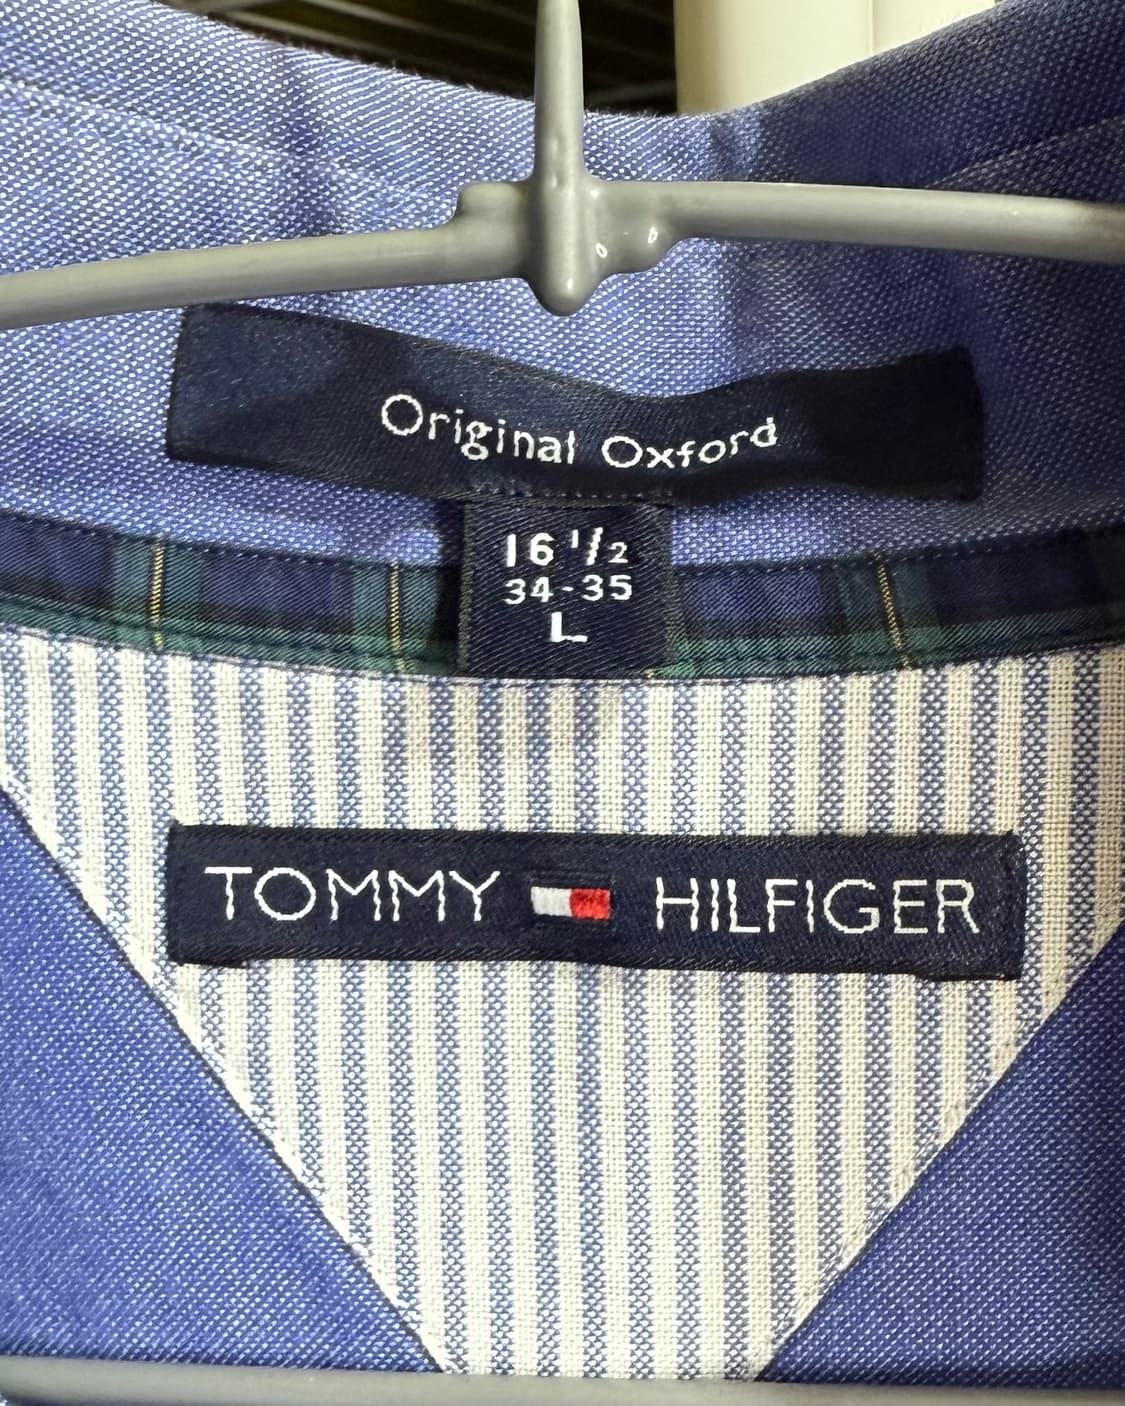 Original Oxford
16 1/2
34-35
L
TOMMY HILFIGER